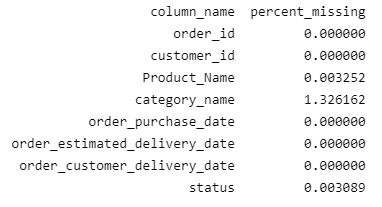 column_name percent_missing
order_id 0.000000
customer_id 0.000000
Product_Name 0.003252
category_name 1.326162
order_purchase_date 0.000000
order_estimated_delivery_date 0.000000
order_customer_delivery_date 0.000000
status 0.003089